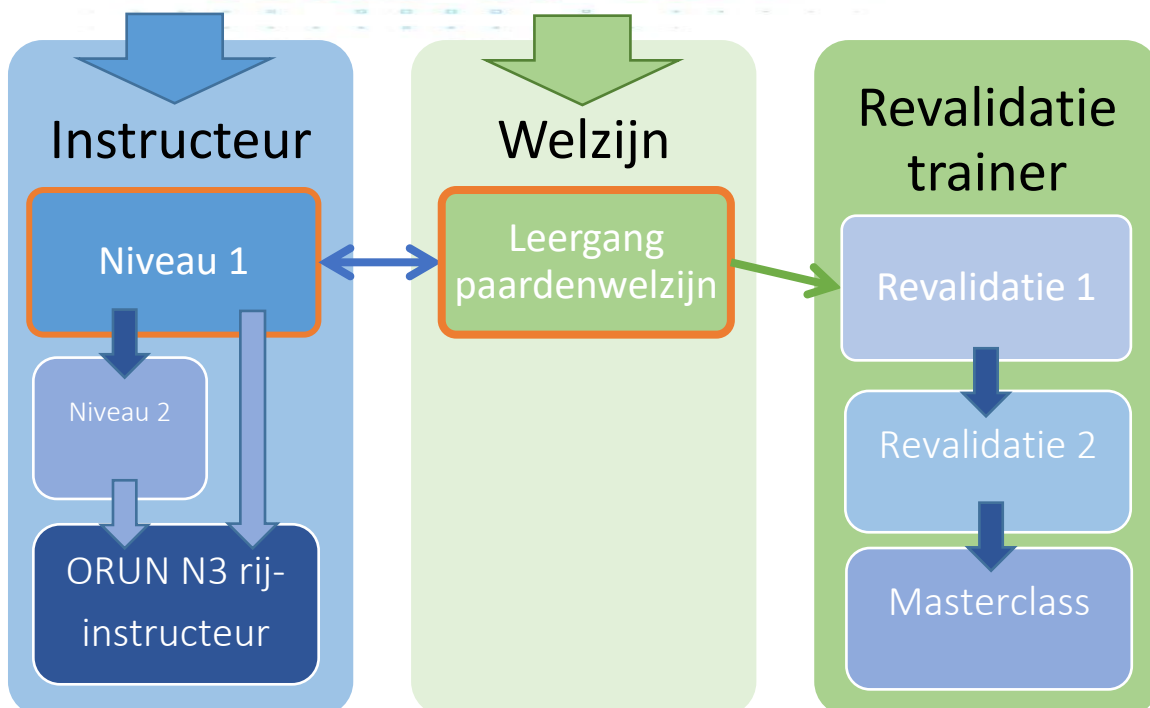 Instructeur
Niveau 1
Niveau 2
ORUN N3 rij-
instructeur
Welzijn
Leergang
paardenwelzijn
Revalidatie
trainer
Revalidatie 1
Revalidatie 2
Masterclass